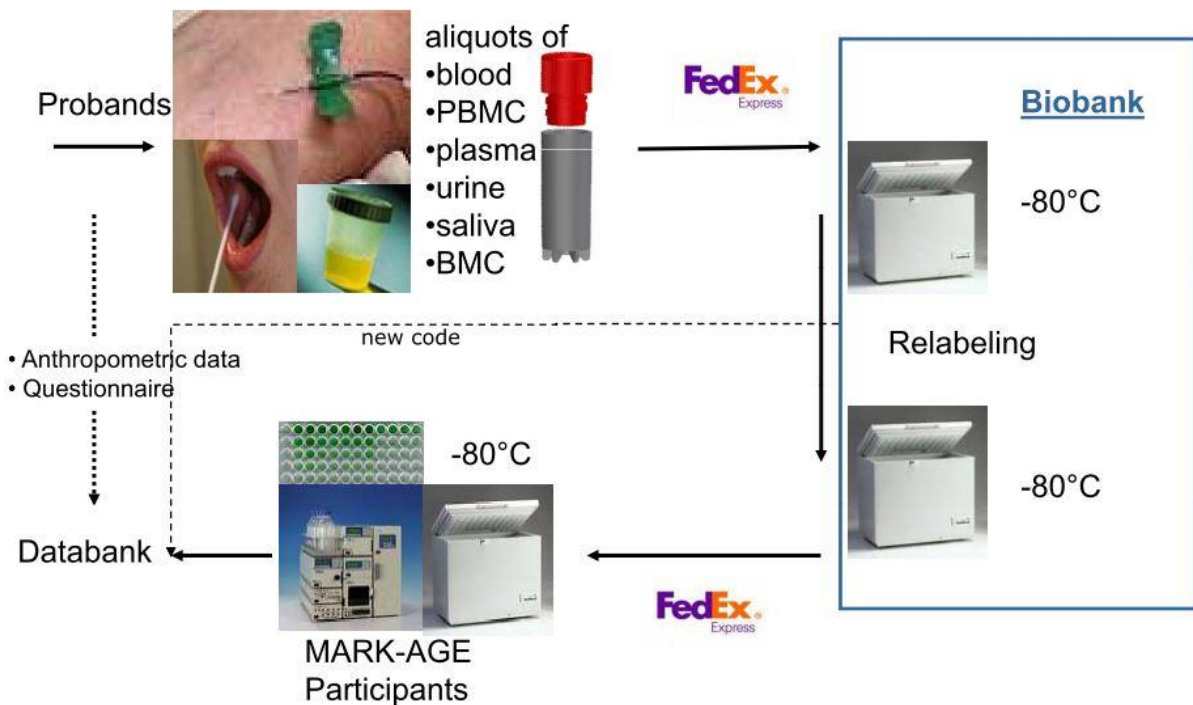 Probands
aliquots of
•blood
•PBMC
•plasma
•urine
•saliva
•BMC
FedEx®
Express
Biobank
-80°C
new code
Relabeling
• Anthropometric data
• Questionnaire
-80°C
-80°C
Databank
FedEx®
Express
MARK-AGE
Participants